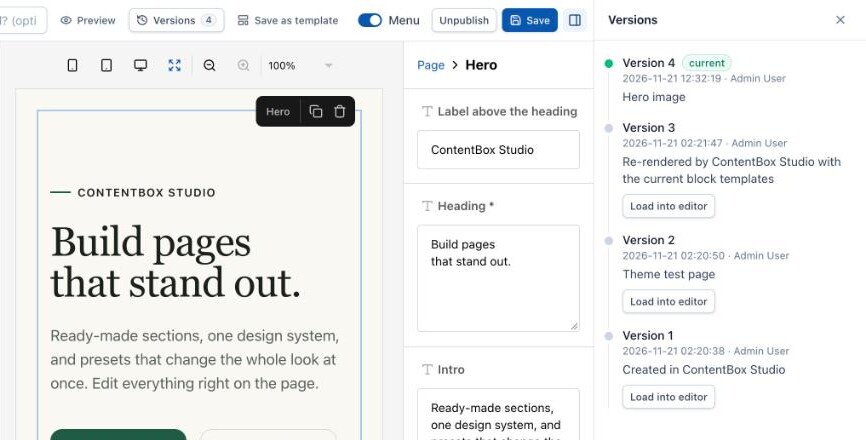 l? (opti
Preview
Versions 4
Save as template
Menu
Unpublish
Save
100%
Hero
CONTENTBOX STUDIO
Build pages
that stand out.
Ready-made sections, one design system,
and presets that change the whole look at
once. Edit everything right on the page.
Page > Hero
Label above the heading
ContentBox Studio
Heading *
Build pages
that stand out.
Intro
Ready-made sections,
one design system, and
presets that change the
Versions
Version 4 current
2026-11-21 12:32:19 · Admin User
Hero image
Version 3
2026-11-21 02:21:47 · Admin User
Re-rendered by ContentBox Studio with
the current block templates
Load into editor
Version 2
2026-11-21 02:20:50 · Admin User
Theme test page
Load into editor
Version 1
2026-11-21 02:20:38 · Admin User
Created in ContentBox Studio
Load into editor